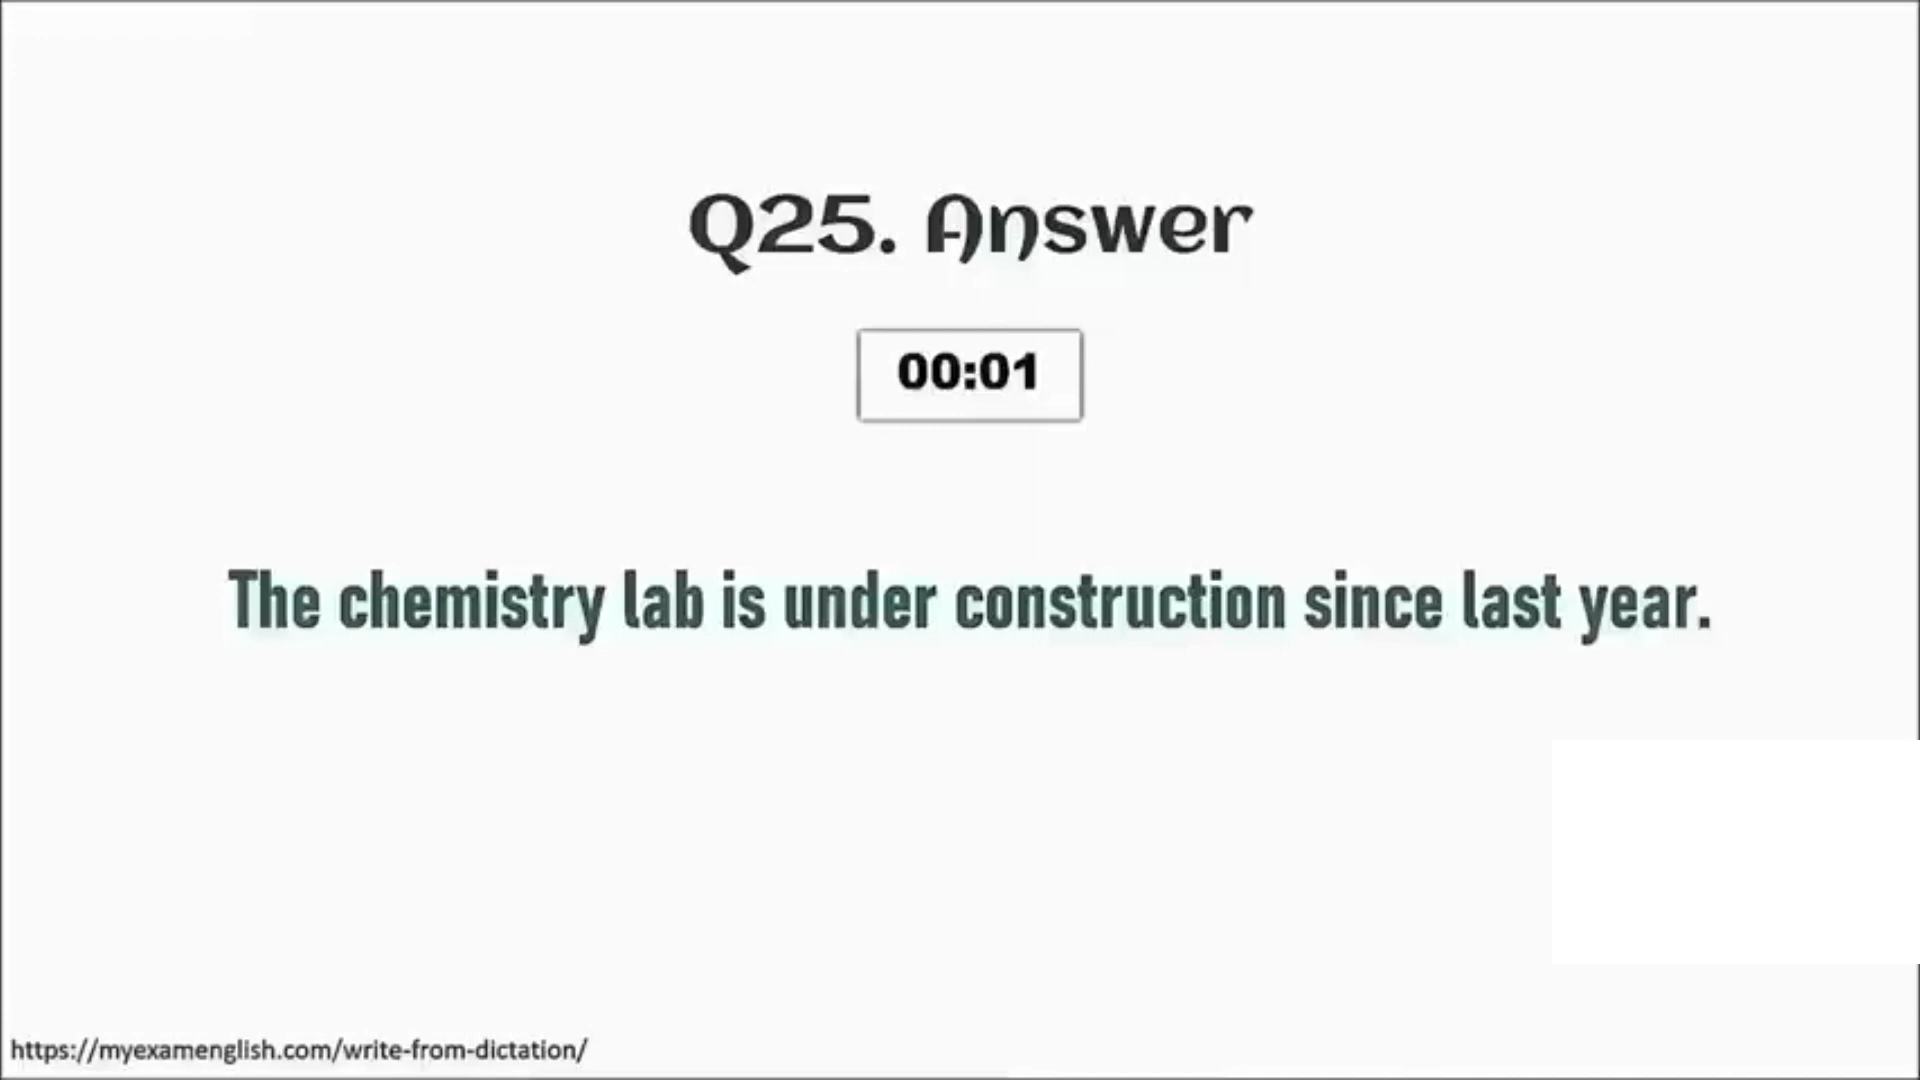 Q25. Answer
00:01
The chemistry lab is under construction since last year.
https://myexamenglish.com/write-from-dictation/